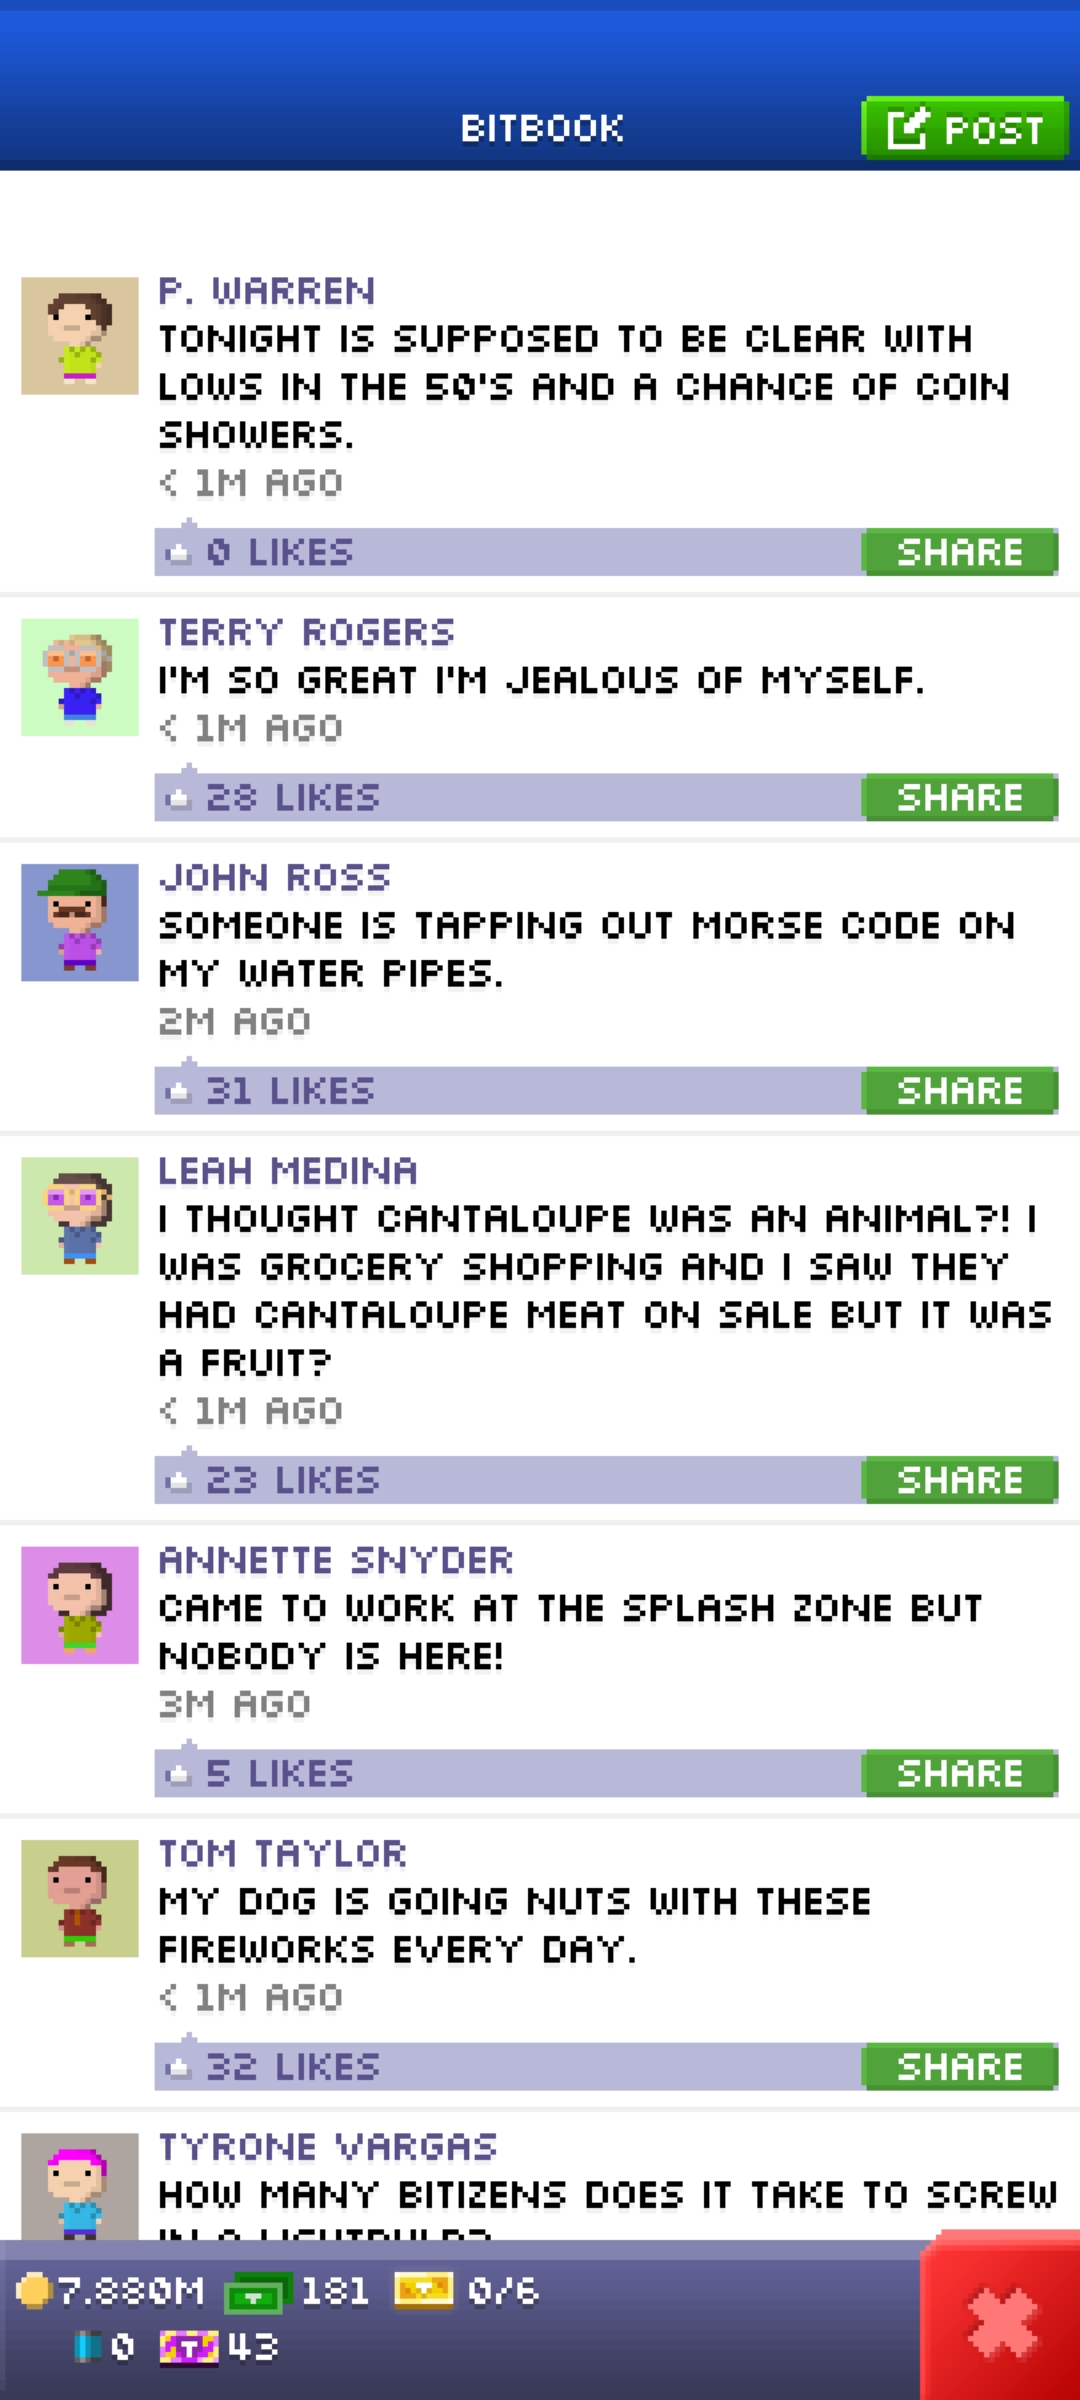 BITBOOK
POST
P. WARREN
TONIGHT IS SUPPOSED TO BE CLEAR WITH
LOWS IN THE 50'S AND A CHANCE OF COIN
SHOWERS.
< 1M AGO
0 LIKES
SHARE
TERRY ROGERS
I'M SO GREAT I'M JEALOUS OF MYSELF.
< 1M AGO
28 LIKES
SHARE
JOHN ROSS
SOMEONE IS TAPPING OUT MORSE CODE ON
MY WATER PIPES.
2M AGO
31 LIKES
SHARE
LEAH MEDINA
I THOUGHT CANTALOUPE WAS AN ANIMAL?! I
WAS GROCERY SHOPPING AND I SAW THEY
HAD CANTALOUPE MEAT ON SALE BUT IT WAS
A FRUIT?
< 1M AGO
23 LIKES
SHARE
ANNETTE SNYDER
CAME TO WORK AT THE SPLASH ZONE BUT
NOBODY IS HERE!
3M AGO
5 LIKES
SHARE
TOM TAYLOR
MY DOG IS GOING NUTS WITH THESE
FIREWORKS EVERY DAY.
< 1M AGO
32 LIKES
SHARE
TYRONE VARGAS
HOW MANY BITIZENS DOES IT TAKE TO SCREW
IN A LIGHTBULB?
7.880M 181 0/6
0 43